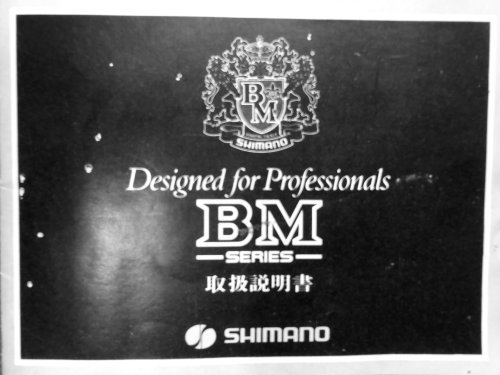 BM
SHIMANO
Designed for Professionals
BM
SERIES
取扱説明書
SHIMANO